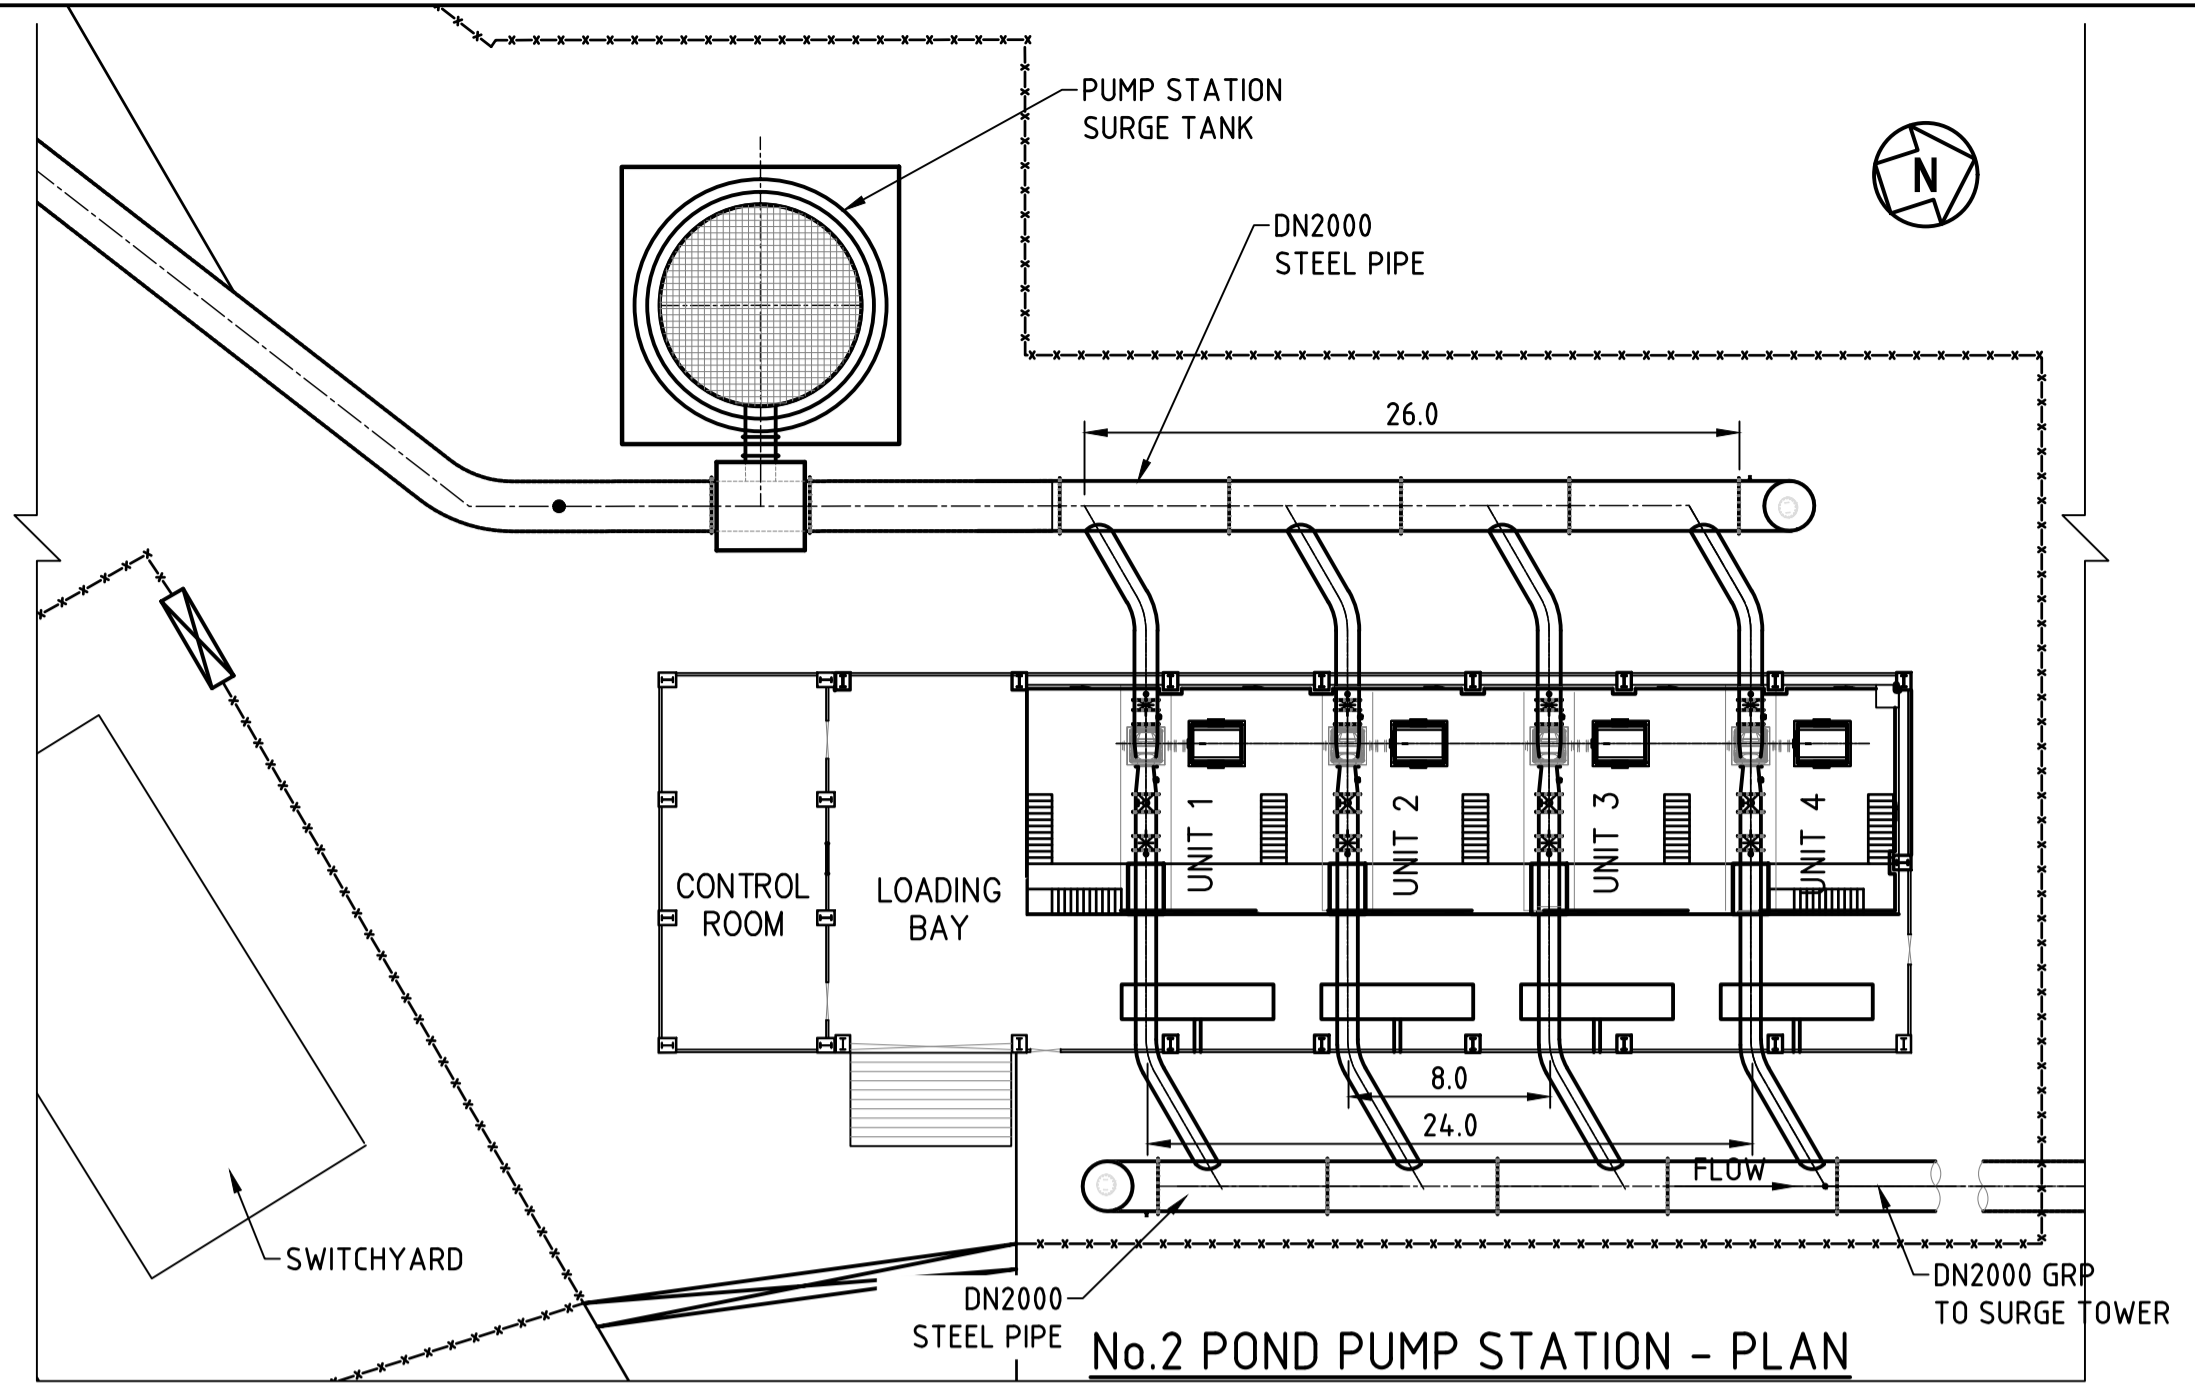 PUMP STATION
SURGE TANK
N
DN2000
STEEL PIPE
26.0
UNIT 1
UNIT 2
UNIT 3
UNIT 4
CONTROL
ROOM
LOADING
BAY
8.0
24.0
FLOW
SWITCHYARD
DN2000
STEEL PIPE
DN2000 GRP
TO SURGE TOWER
No.2 POND PUMP STATION - PLAN